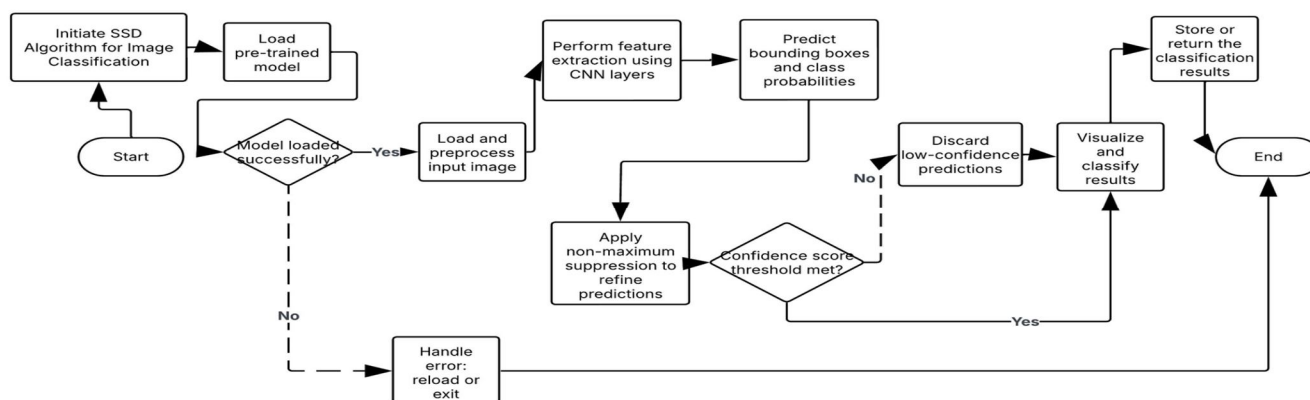 Initiate SSD
Algorithm for Image
Classification
Load
pre-trained
model
Start
Model loaded
successfully?
Yes
Load and
preprocess
input image
Perform feature
extraction using
CNN layers
Predict
bounding boxes
and class
probabilities
Apply
non-maximum
suppression to
refine
predictions
Confidence score
threshold met?
No
Discard
low-confidence
predictions
Yes
Visualize
and
classify
results
Store or
return the
classification
results
End
No
Handle
error:
reload or
exit